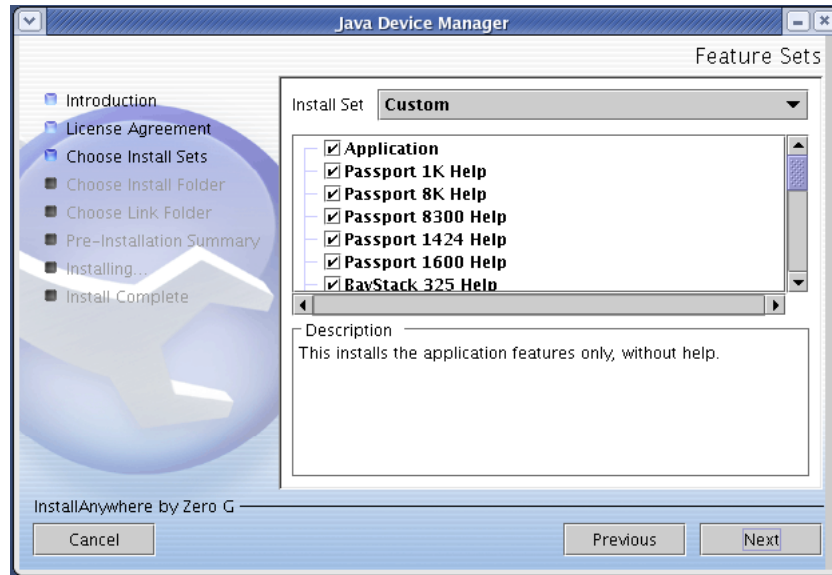 Java Device Manager
Feature Sets
Introduction
License Agreement
Choose Install Sets
Choose Install Folder
Choose Link Folder
Pre-Installation Summary
Installing...
Install Complete
Install Set Custom
Application
Passport 1K Help
Passport 8K Help
Passport 8300 Help
Passport 1424 Help
Passport 1600 Help
BayStack 325 Help
Description
This installs the application features only, without help.
InstallAnywhere by Zero G
Cancel Previous Next